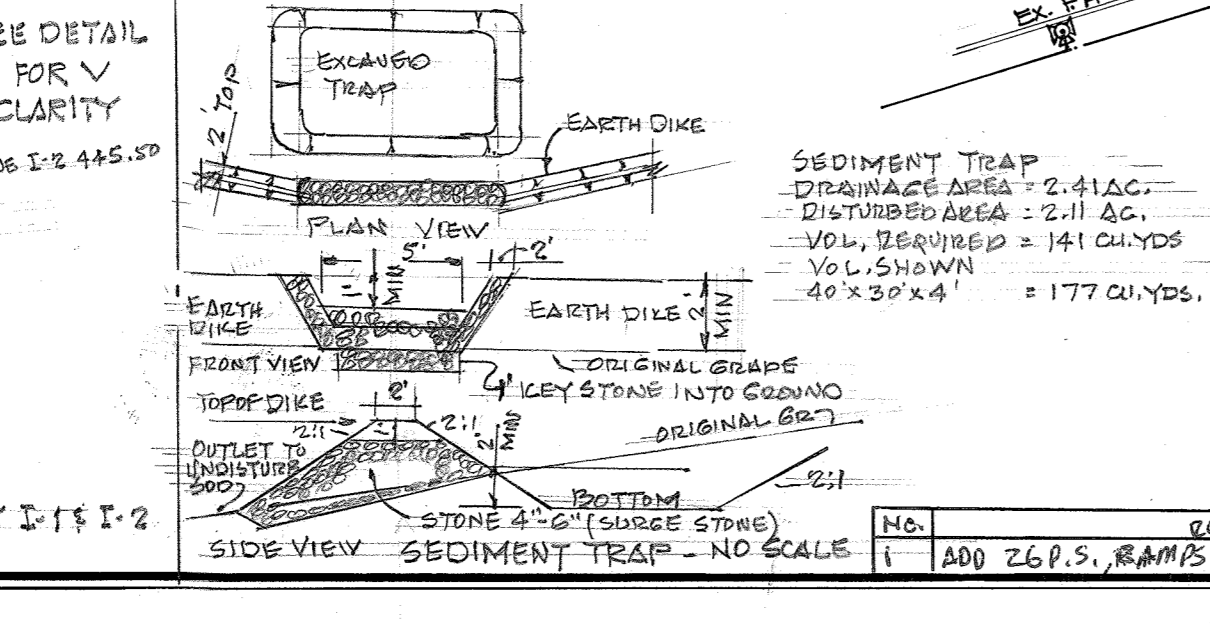 EE DETAIL
FOR V
CLARITY
I-2 445.50
I-1 & I-2
EXCAVED
TRAP
2' TOP
EARTH DIKE
PLAN VIEW
5'
2'
1'
MIN
EARTH
DIKE
EARTH DIKE
2'
MIN
FRONT VIEW
ORIGINAL GRADE
1' KEY STONE INTO GROUND
TOP OF DIKE
2'
2:1
1'
2:1
2'
MIN
ORIGINAL GR
OUTLET TO
UNDISTURB
SOD
BOTTOM
2:1
STONE 4"-6" (SURGE STONE)
SIDE VIEW SEDIMENT TRAP - NO SCALE
EX. F.H
SEDIMENT TRAP
DRAINAGE AREA = 2.41 AC.
DISTURBED AREA = 2.11 AC.
VOL. REQUIRED = 141 CU.YDS
VOL. SHOWN
40'x30'x4' = 177 CU.YDS.
NO.
1 ADD 26 P.S., RAMPS